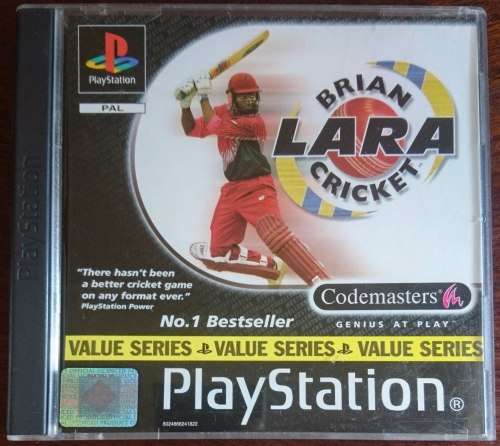 PlayStation
PAL
BRIAN
LARA
CRICKET
PlayStation
"There hasn't been
a better cricket game
on any format ever."
PlayStation Power
Codemasters
GENIUS AT PLAY™
No.1 Bestseller
VALUE SERIES VALUE SERIES VALUE SERIES
PlayStation®